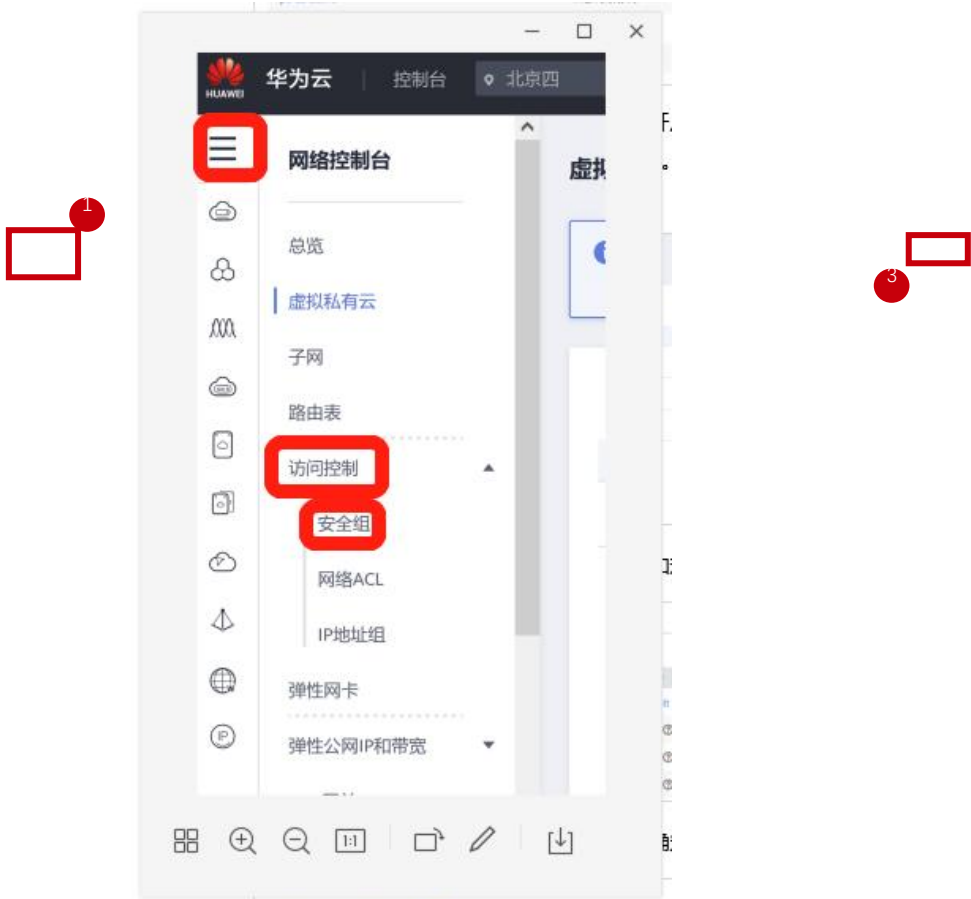 HUAWEI
华为云
控制台
北京四
网络控制台
虚拟
1
总览
3
虚拟私有云
子网
路由表
访问控制
安全组
网络ACL
IP地址组
弹性网卡
弹性公网IP和带宽
1:1